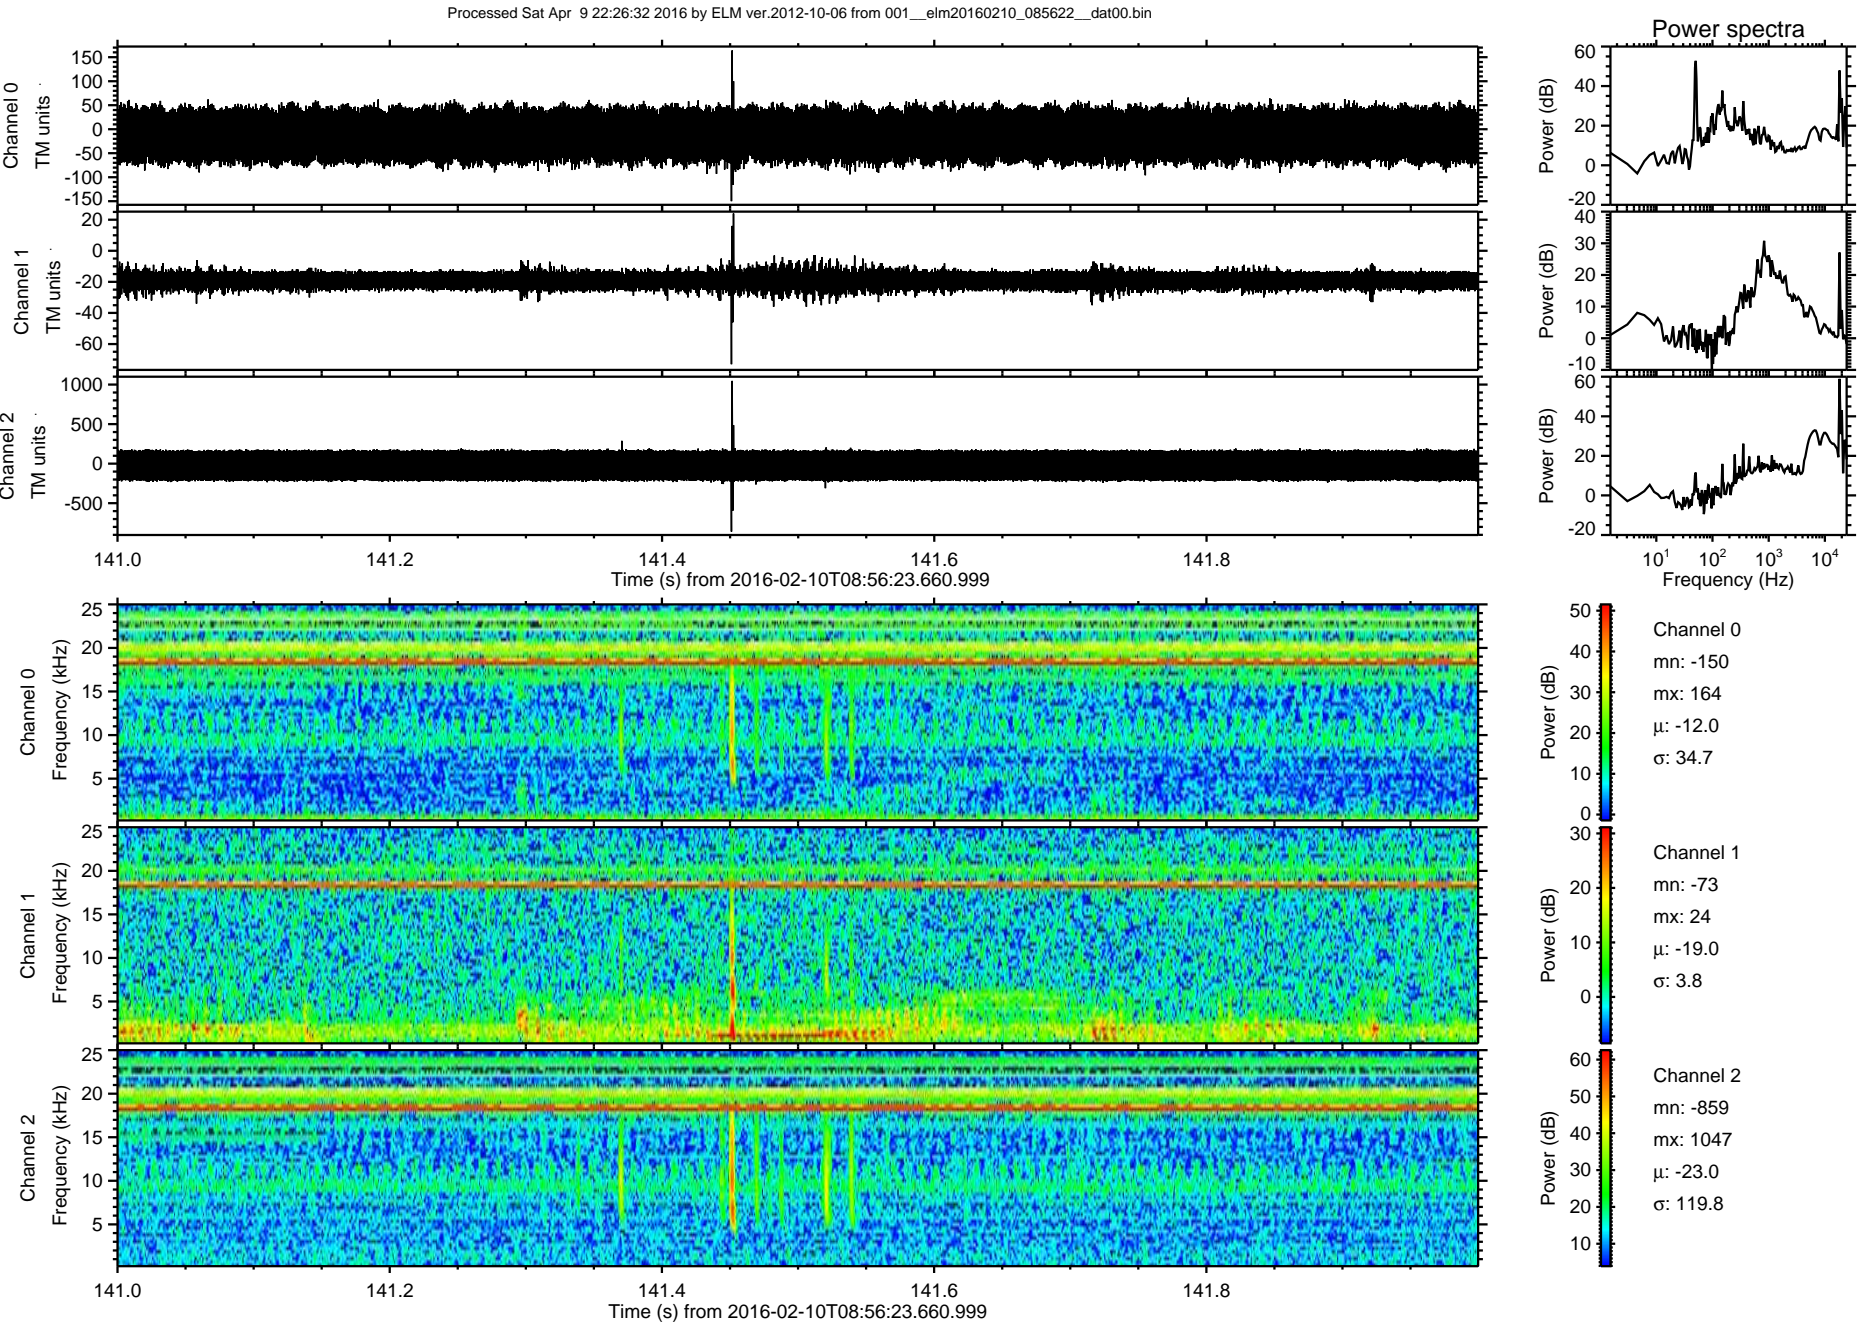 Processed Sat Apr  9 22:26:32 2016 by ELM ver.2012-10-06 from 001__elm20160210_085622__dat00.bin
Power spectra
Channel 0
TM units
150
100
50
0
-50
-100
-150
Power (dB)
60
40
20
0
-20
Channel 1
TM units
20
0
-20
-40
-60
Power (dB)
40
30
20
10
0
-10
Channel 2
TM units
1000
500
0
-500
Power (dB)
60
40
20
0
-20
141.0 141.2 141.4 141.6 141.8
Time (s) from 2016-02-10T08:56:23.660.999
10^1 10^2 10^3 10^4
Frequency (Hz)
Channel 0
Frequency (kHz)
25
20
15
10
5
Power (dB)
50
40
30
20
10
0
Channel 0
mn: -150
mx: 164
μ: -12.0
σ: 34.7
Channel 1
Frequency (kHz)
25
20
15
10
5
Power (dB)
30
20
10
0
Channel 1
mn: -73
mx: 24
μ: -19.0
σ: 3.8
Channel 2
Frequency (kHz)
25
20
15
10
5
Power (dB)
60
50
40
30
20
10
Channel 2
mn: -859
mx: 1047
μ: -23.0
σ: 119.8
141.0 141.2 141.4 141.6 141.8
Time (s) from 2016-02-10T08:56:23.660.999